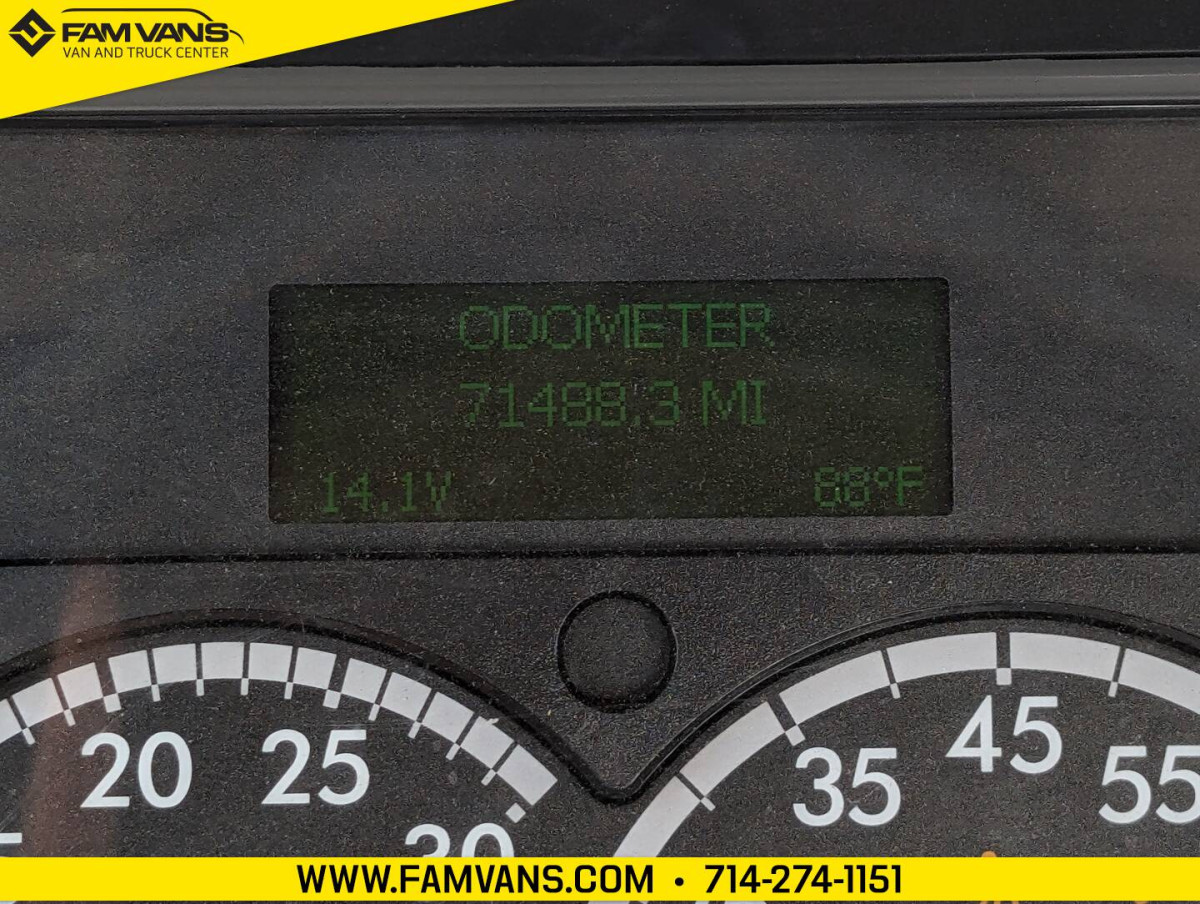 FAM VANS
VAN AND TRUCK CENTER
ODOMETER
71488.3 MI
14.1V
20
25
30
35
45
55
WWW.FAMVANS.COM • 714-274-1151